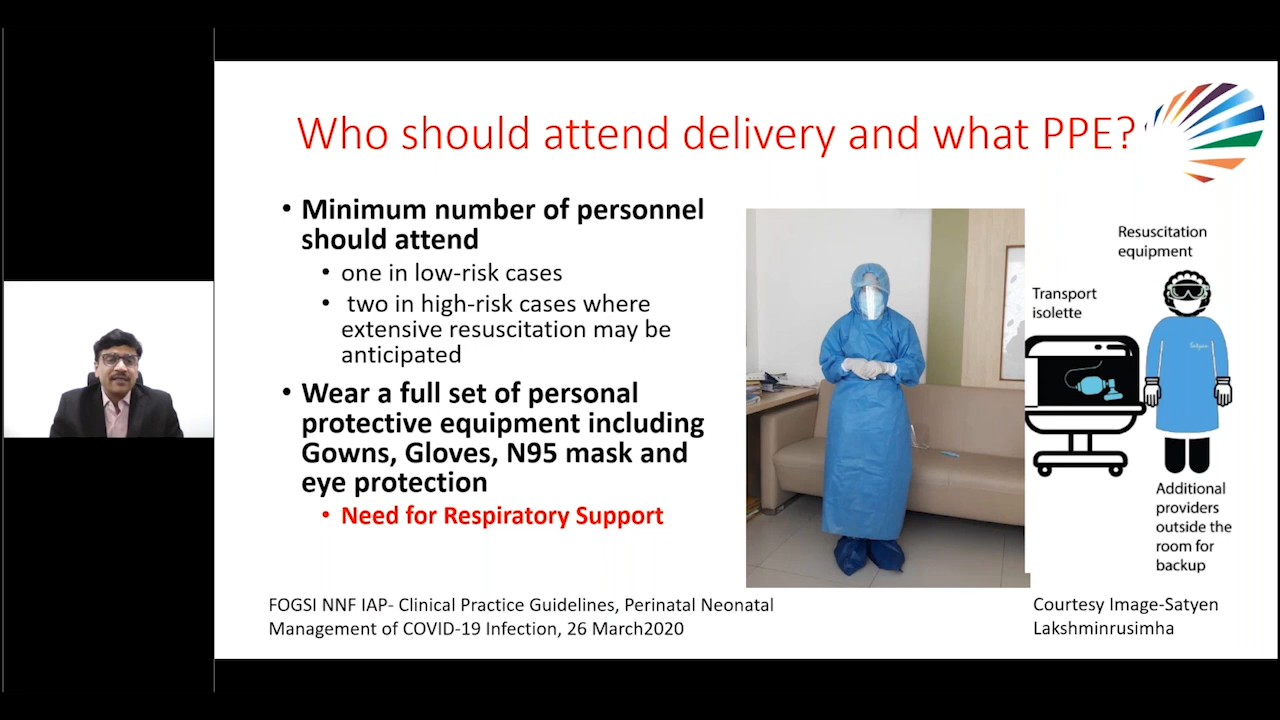 Who should attend delivery and what PPE?
• Minimum number of personnel
should attend
• one in low-risk cases
• two in high-risk cases where
extensive resuscitation may be
anticipated
• Wear a full set of personal
protective equipment including
Gowns, Gloves, N95 mask and
eye protection
• Need for Respiratory Support
Resuscitation
equipment
Transport
isolette
Additional
providers
outside the
room for
backup
FOGSI NNF IAP- Clinical Practice Guidelines, Perinatal Neonatal
Management of COVID-19 Infection, 26 March2020
Courtesy Image-Satyen
Lakshminrusimha